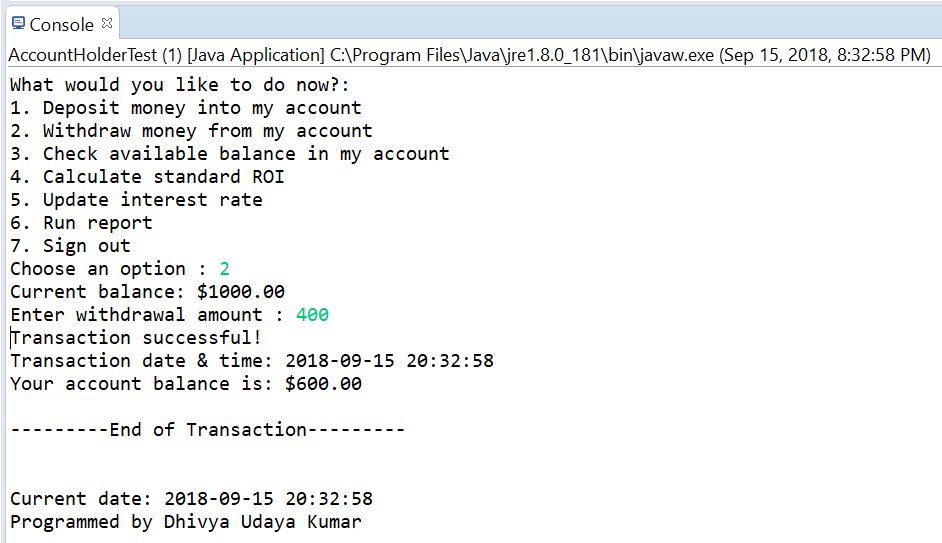 Console
AccountHolderTest (1) [Java Application] C:\Program Files\Java\jre1.8.0_181\bin\javaw.exe (Sep 15, 2018, 8:32:58 PM)
What would you like to do now?:
1. Deposit money into my account
2. Withdraw money from my account
3. Check available balance in my account
4. Calculate standard ROI
5. Update interest rate
6. Run report
7. Sign out
Choose an option : 2
Current balance: $1000.00
Enter withdrawal amount : 400
Transaction successful!
Transaction date & time: 2018-09-15 20:32:58
Your account balance is: $600.00
---------End of Transaction---------
Current date: 2018-09-15 20:32:58
Programmed by Dhivya Udaya Kumar